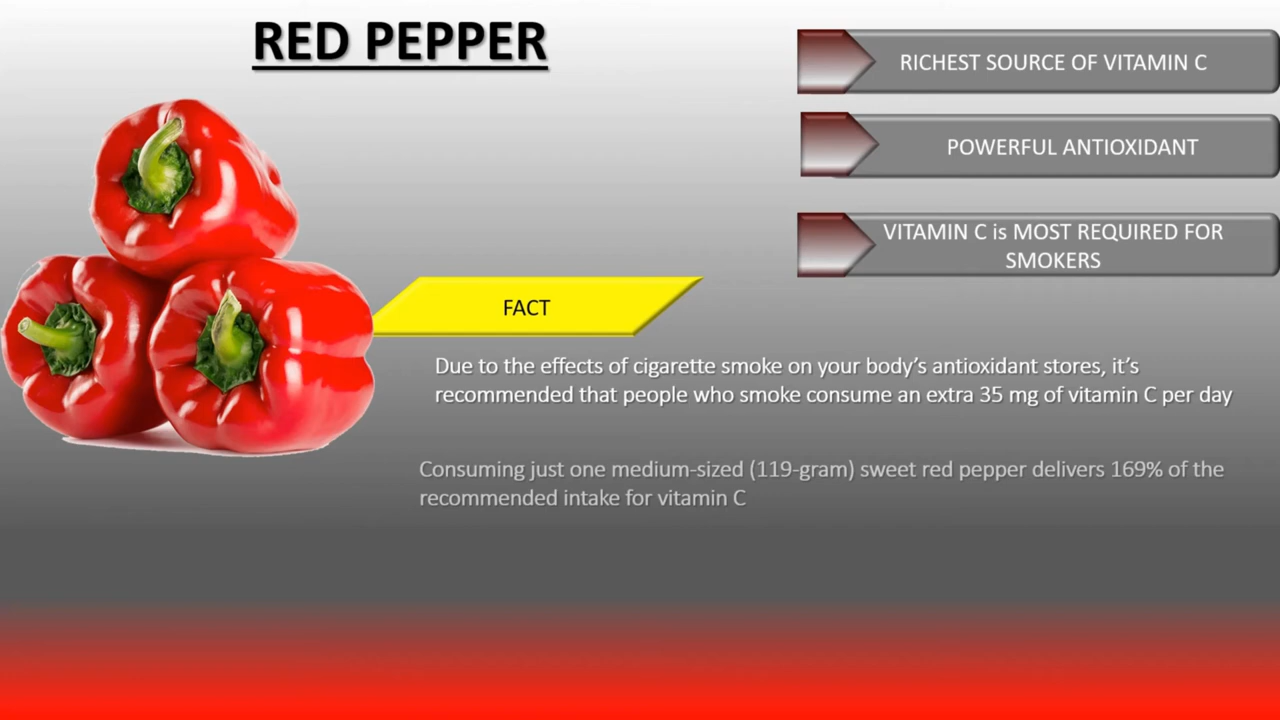 RED PEPPER
RICHEST SOURCE OF VITAMIN C
POWERFUL ANTIOXIDANT
VITAMIN C is MOST REQUIRED FOR
SMOKERS
FACT
Due to the effects of cigarette smoke on your body’s antioxidant stores, it’s
recommended that people who smoke consume an extra 35 mg of vitamin C per day
Consuming just one medium-sized (119-gram) sweet red pepper delivers 169% of the
recommended intake for vitamin C